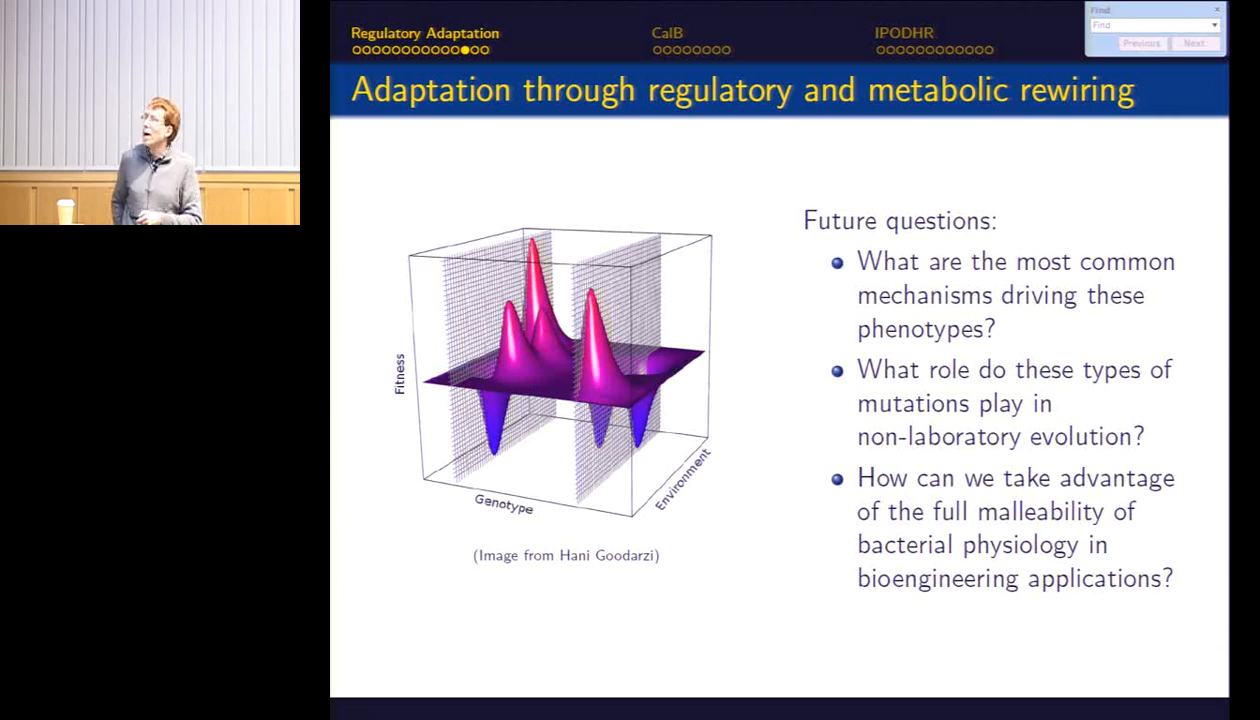 Regulatory Adaptation
CalB
IPODHR
Find
Find
Previous
Next
Adaptation through regulatory and metabolic rewiring
Future questions:
What are the most common
mechanisms driving these
phenotypes?
What role do these types of
mutations play in
non-laboratory evolution?
How can we take advantage
of the full malleability of
bacterial physiology in
bioengineering applications?
Fitness
Genotype
Environment
(Image from Hani Goodarzi)